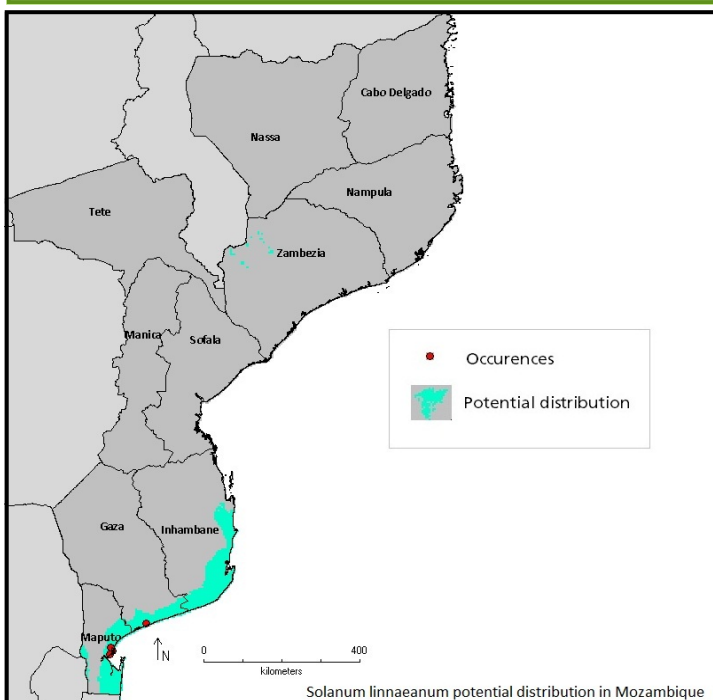 Cabo Delgado
Nassa
Nampula
Tete
Zambezia
Manica
Sofala
Occurences
Potential distribution
Gaza
Inhambane
Maputo
N
0 400
kilometers
Solanum linnaeanum potential distribution in Mozambique